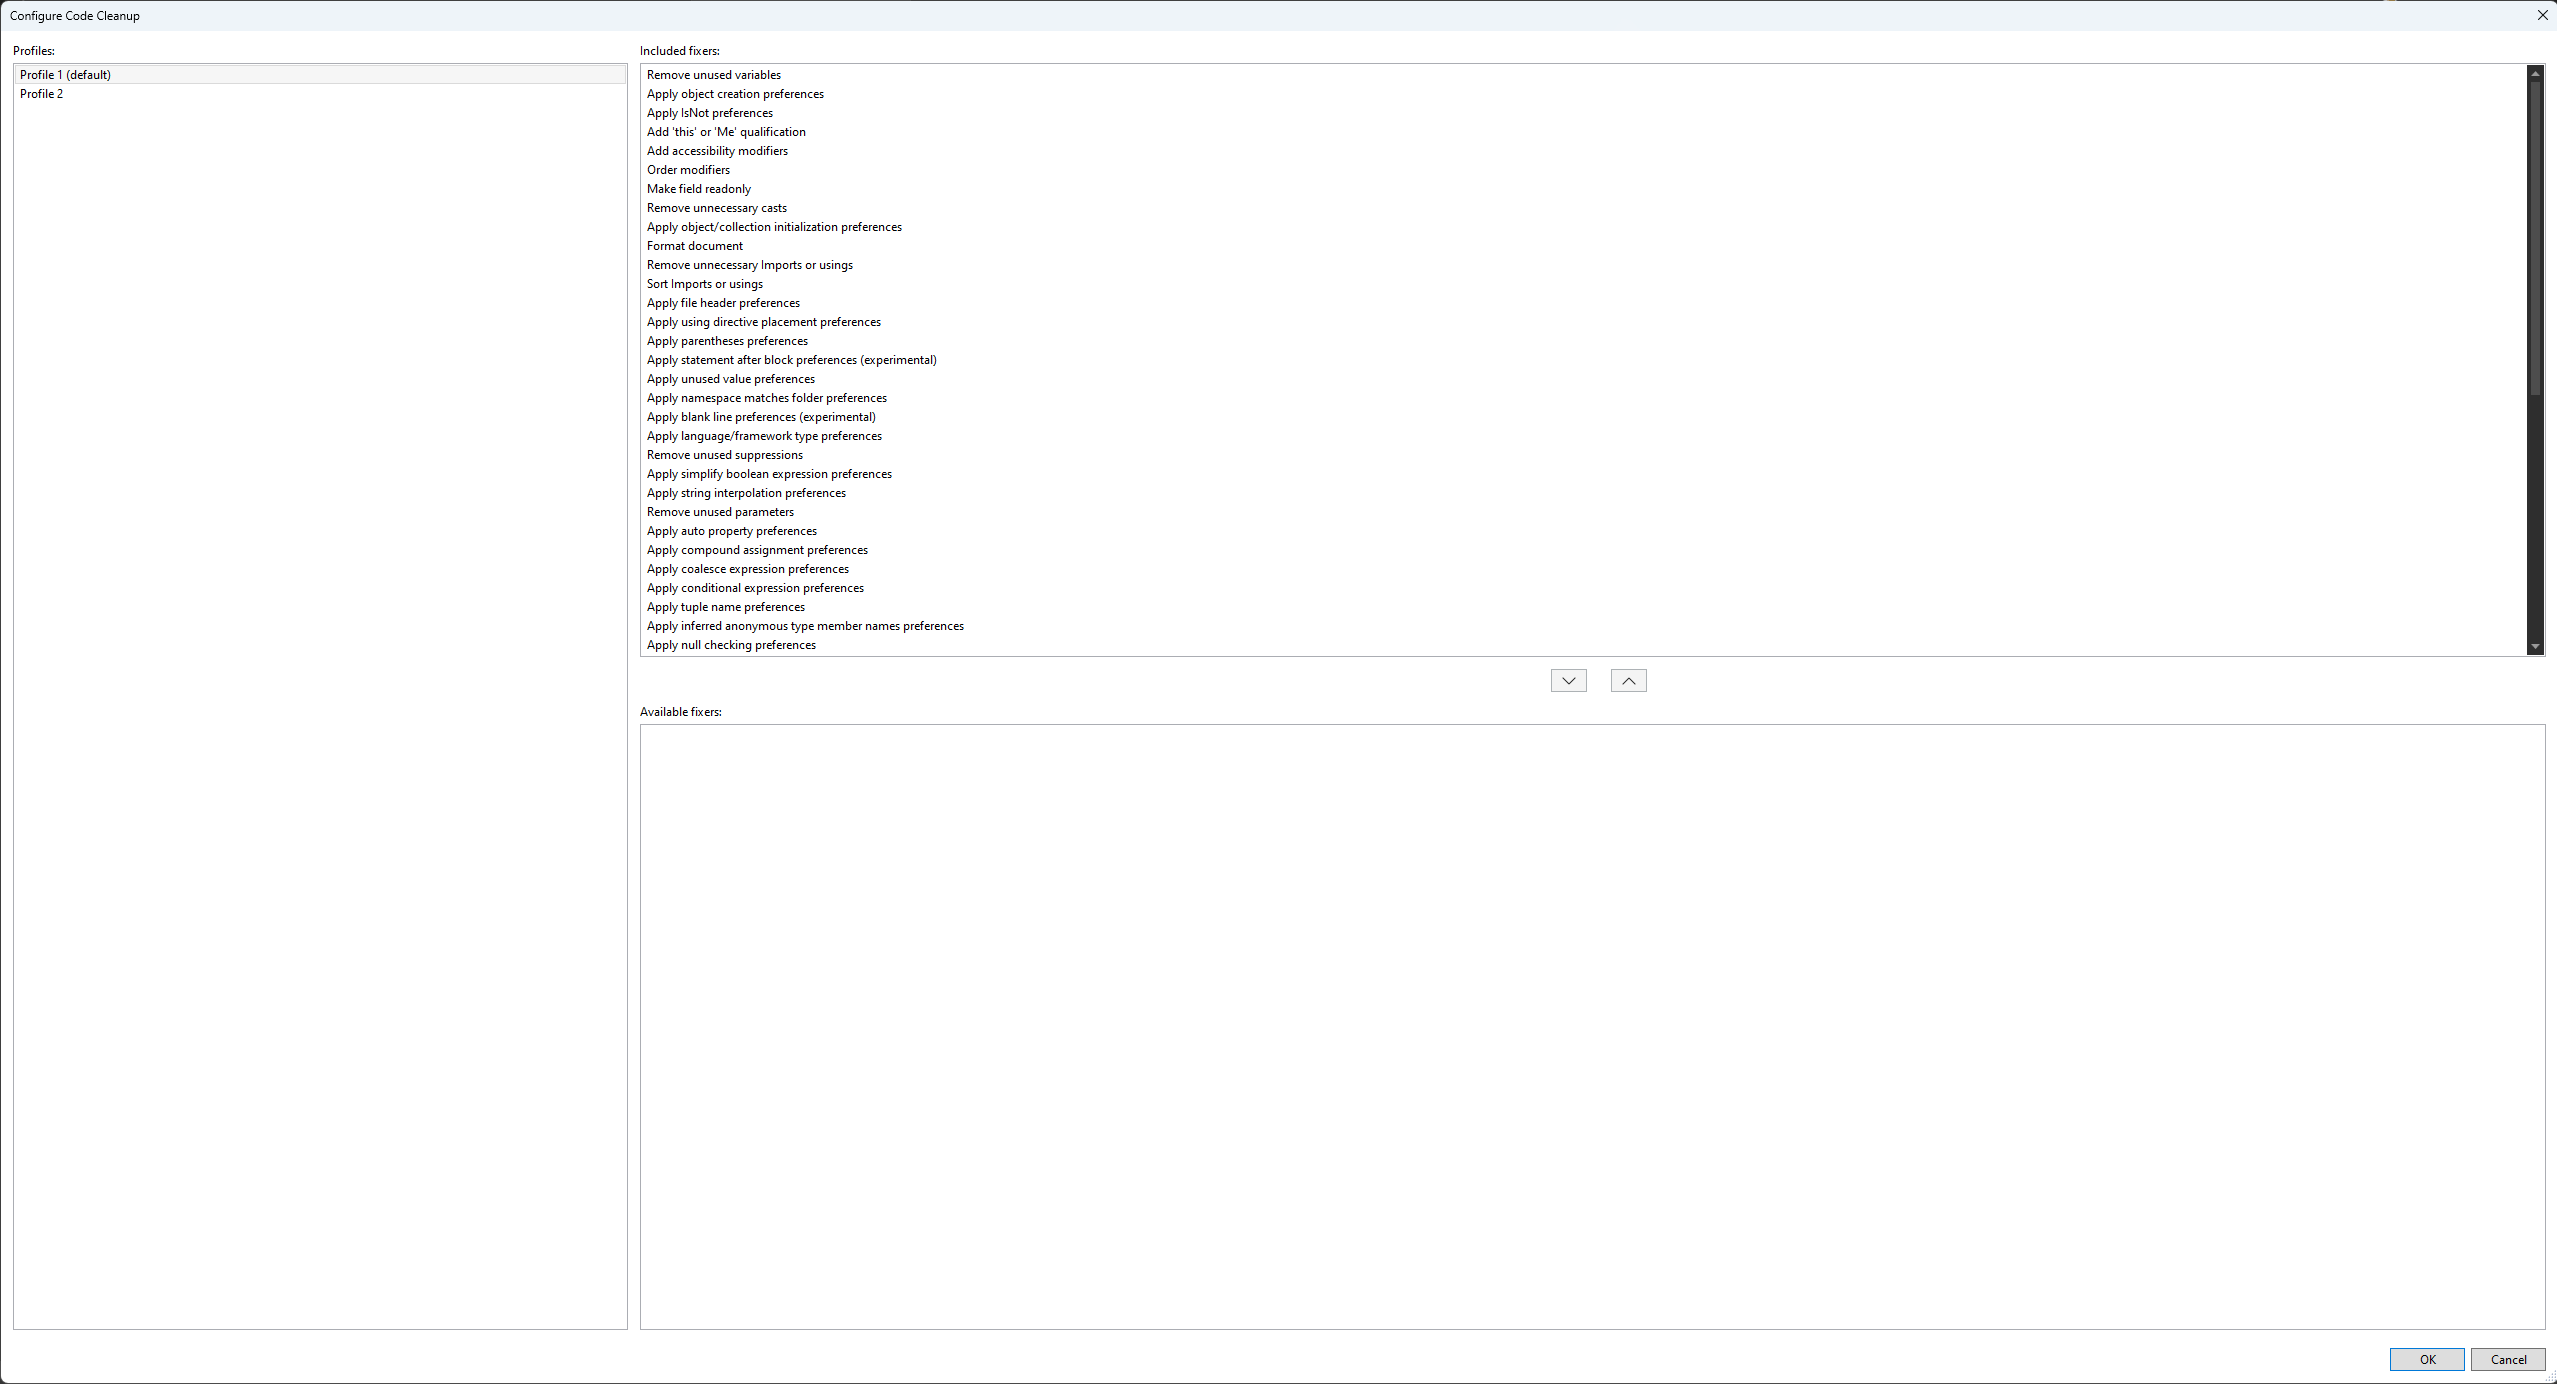 Configure Code Cleanup
Profiles:
Profile 1 (default)
Profile 2
Included fixers:
Remove unused variables
Apply object creation preferences
Apply IsNot preferences
Add 'this' or 'Me' qualification
Add accessibility modifiers
Order modifiers
Make field readonly
Remove unnecessary casts
Apply object/collection initialization preferences
Format document
Remove unnecessary Imports or usings
Sort Imports or usings
Apply file header preferences
Apply using directive placement preferences
Apply parentheses preferences
Apply statement after block preferences (experimental)
Apply unused value preferences
Apply namespace matches folder preferences
Apply blank line preferences (experimental)
Apply language/framework type preferences
Remove unused suppressions
Apply simplify boolean expression preferences
Apply string interpolation preferences
Remove unused parameters
Apply auto property preferences
Apply compound assignment preferences
Apply coalesce expression preferences
Apply conditional expression preferences
Apply tuple name preferences
Apply inferred anonymous type member names preferences
Apply null checking preferences
Available fixers:
OK
Cancel